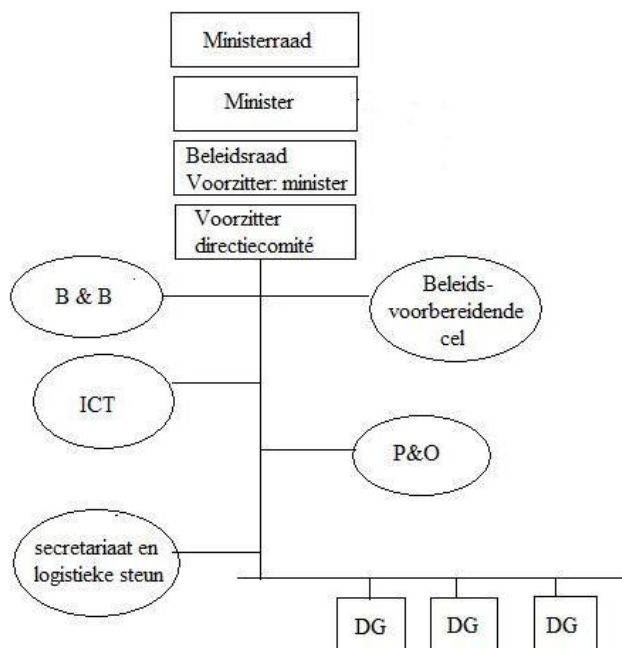 Ministerraad
Minister
Beleidsraad
Voorzitter: minister
Voorzitter
directiecomité
B & B
Beleids-
voorbereidende
cel
ICT
P&O
secretariaat en
logistieke steun
DG
DG
DG